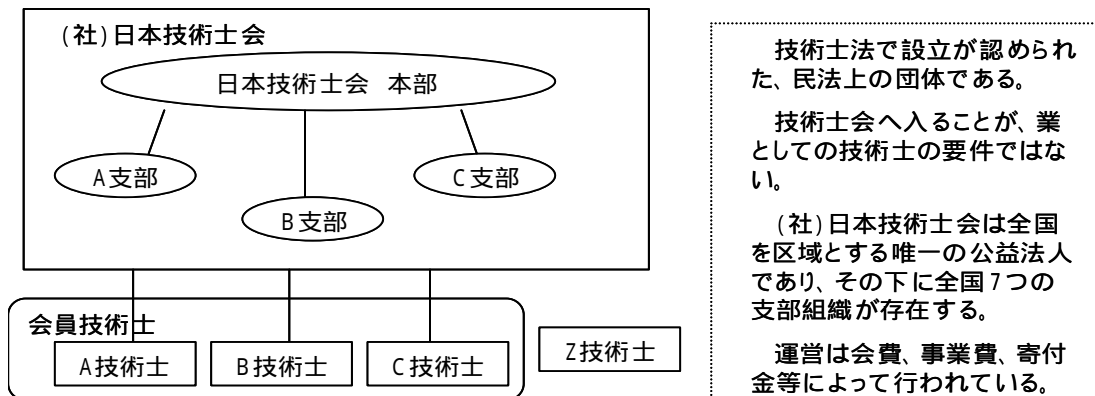 (社)日本技術士会
日本技術士会 本部
A支部
C支部
B支部
会員技術士
A技術士
B技術士
C技術士
Z技術士
技術士法で設立が認められ
た、民法上の団体である。
技術士会へ入ることが、業
としての技術士の要件ではな
い。
(社)日本技術士会は全国
を区域とする唯一の公益法人
であり、その下に全国7つの
支部組織が存在する。
運営は会費、事業費、寄付
金等によって行われている。